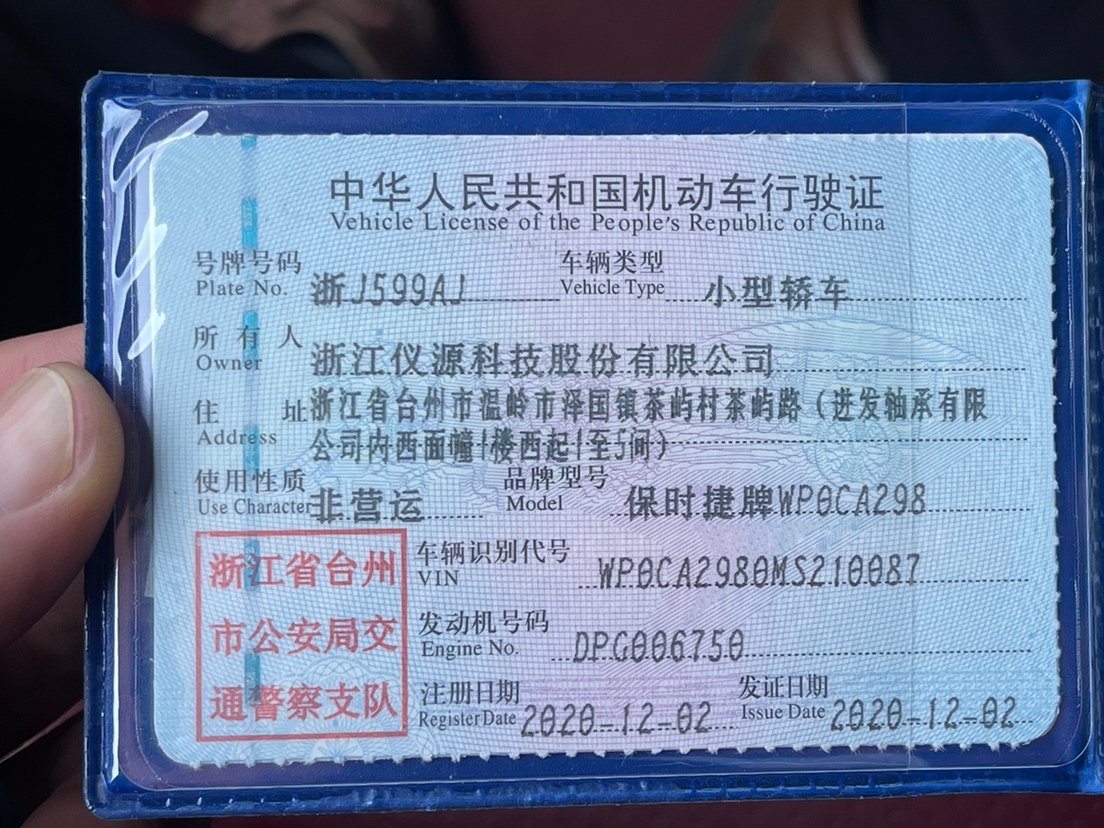 中华人民共和国机动车行驶证
Vehicle License of the People's Republic of China
号牌号码 浙J599AJ 车辆类型 小型轿车
Plate No. Vehicle Type
所有人 浙江仪源科技股份有限公司
Owner
住址 浙江省台州市温岭市泽国镇茶屿村茶屿路（进发轴承有限
Address 公司内西面幢1楼西起1至5间）
使用性质 非营运 品牌型号 保时捷牌WP0CA298
Use Character Model
浙江省台州
市公安局交
通警察支队
车辆识别代号 WP0CA2980MS210087
VIN
发动机号码 DPG006750
Engine No.
注册日期 2020-12-02 发证日期 2020-12-02
Register Date Issue Date